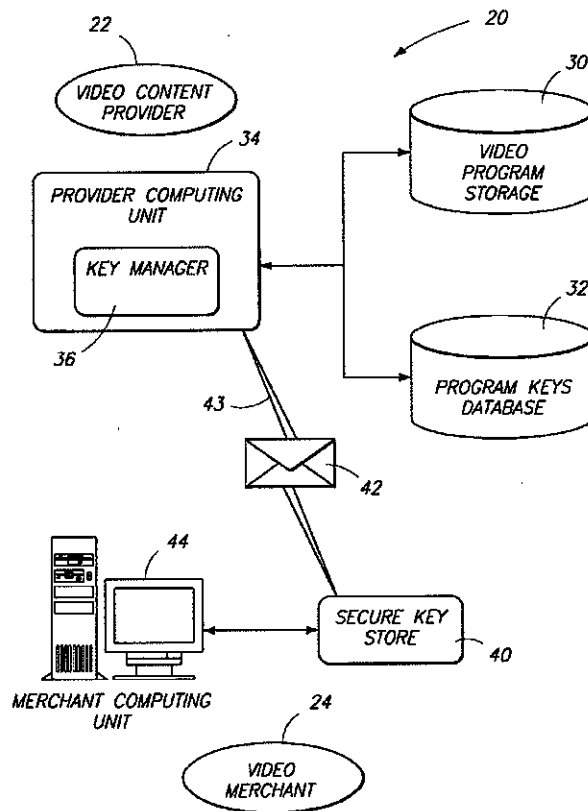 22
20
VIDEO CONTENT
PROVIDER
30
34
VIDEO
PROGRAM
STORAGE
PROVIDER COMPUTING
UNIT
KEY MANAGER
36
32
PROGRAM KEYS
DATABASE
43
42
44
SECURE KEY
STORE
40
MERCHANT COMPUTING
UNIT
24
VIDEO
MERCHANT